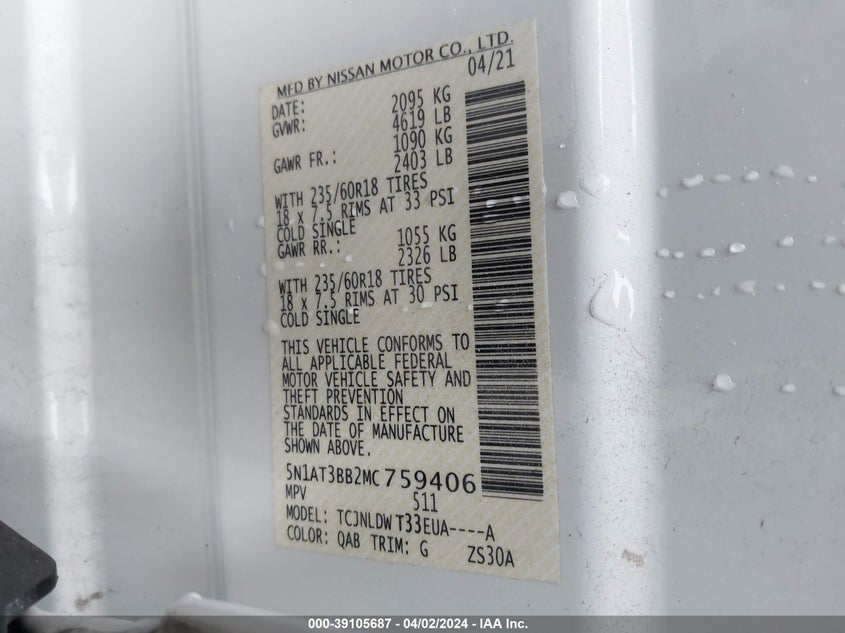 MFD BY NISSAN MOTOR CO., LTD.
DATE: 04/21
GVWR: 2095 KG
4619 LB
GAWR FR.: 1090 KG
2403 LB
WITH 235/60R18 TIRES
18 x 7.5 RIMS AT 33 PSI
COLD SINGLE
GAWR RR.: 1055 KG
2326 LB
WITH 235/60R18 TIRES
18 x 7.5 RIMS AT 30 PSI
COLD SINGLE
THIS VEHICLE CONFORMS TO
ALL APPLICABLE FEDERAL
MOTOR VEHICLE SAFETY AND
THEFT PREVENTION
STANDARDS IN EFFECT ON
THE DATE OF MANUFACTURE
SHOWN ABOVE.
5N1AT3BB2MC759406
MPV 511
MODEL: TCJNLDW T33EUA----A
COLOR: QAB TRIM: G ZS30A
000-39105687 - 04/02/2024 - IAA Inc.